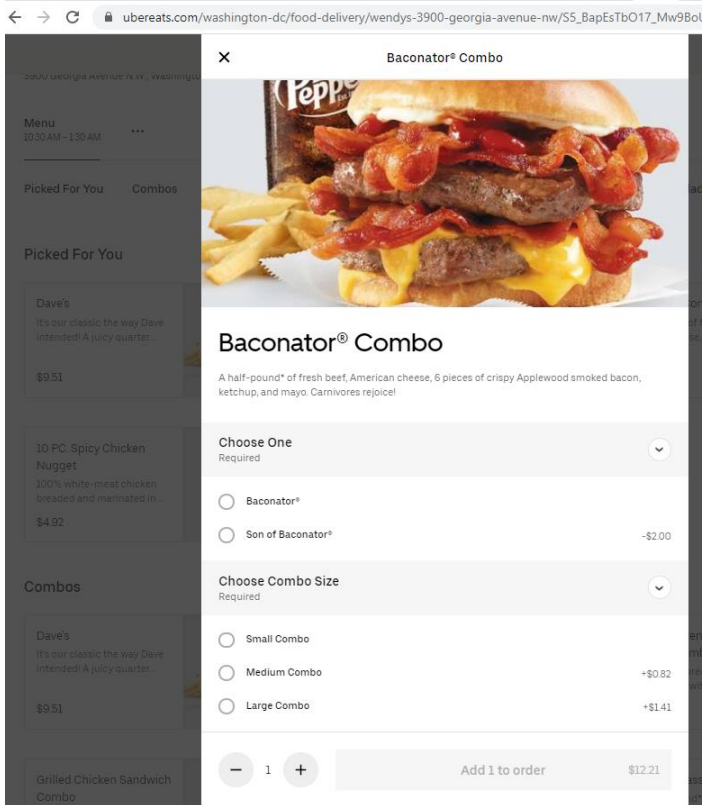 ubereats.com/washington-dc/food-delivery/wendys-3900-georgia-avenue-nw/S5_BapEsTbO17_Mw9BoU
Baconator® Combo
3900 Georgia Avenue N.W., Washington
Menu
10:30 AM – 1:30 AM
...
Picked For You Combos
Picked For You
Dave's
It's our classic the way Dave
intended! A juicy quarter...
$9.51
10 PC. Spicy Chicken
Nugget
100% white-meat chicken
breaded and marinated in...
$4.92
Combos
Dave's
It's our classic the way Dave
intended! A juicy quarter...
$9.51
Grilled Chicken Sandwich
Combo
Pepper
Baconator® Combo
A half-pound* of fresh beef, American cheese, 6 pieces of crispy Applewood smoked bacon,
ketchup, and mayo. Carnivores rejoice!
Choose One
Required
Baconator®
Son of Baconator® -$2.00
Choose Combo Size
Required
Small Combo
Medium Combo +$0.82
Large Combo +$1.41
1
Add 1 to order $12.21